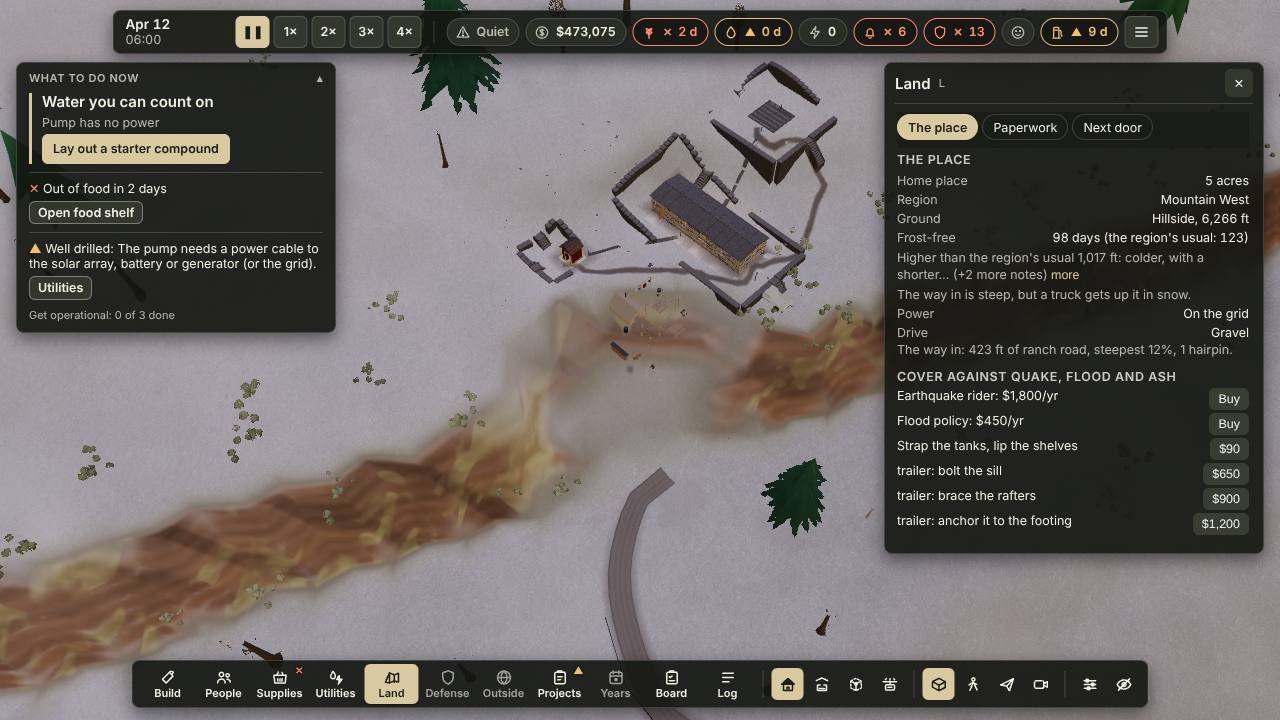 Apr 12
06:00
1×
2×
3×
4×
Quiet
$473,075
× 2 d
0 d
0
× 6
× 13
9 d
WHAT TO DO NOW
Water you can count on
Pump has no power
Lay out a starter compound
× Out of food in 2 days
Open food shelf
Well drilled: The pump needs a power cable to
the solar array, battery or generator (or the grid).
Utilities
Get operational: 0 of 3 done
Land L
The place Paperwork Next door
THE PLACE
Home place 5 acres
Region Mountain West
Ground Hillside, 6,266 ft
Frost-free 98 days (the region's usual: 123)
Higher than the region's usual 1,017 ft: colder, with a
shorter... (+2 more notes) more
The way in is steep, but a truck gets up it in snow.
Power On the grid
Drive Gravel
The way in: 423 ft of ranch road, steepest 12%, 1 hairpin.
COVER AGAINST QUAKE, FLOOD AND ASH
Earthquake rider: $1,800/yr Buy
Flood policy: $450/yr Buy
Strap the tanks, lip the shelves $90
trailer: bolt the sill $650
trailer: brace the rafters $900
trailer: anchor it to the footing $1,200
Build
People
Supplies
Utilities
Land
Defense
Outside
Projects
Years
Board
Log